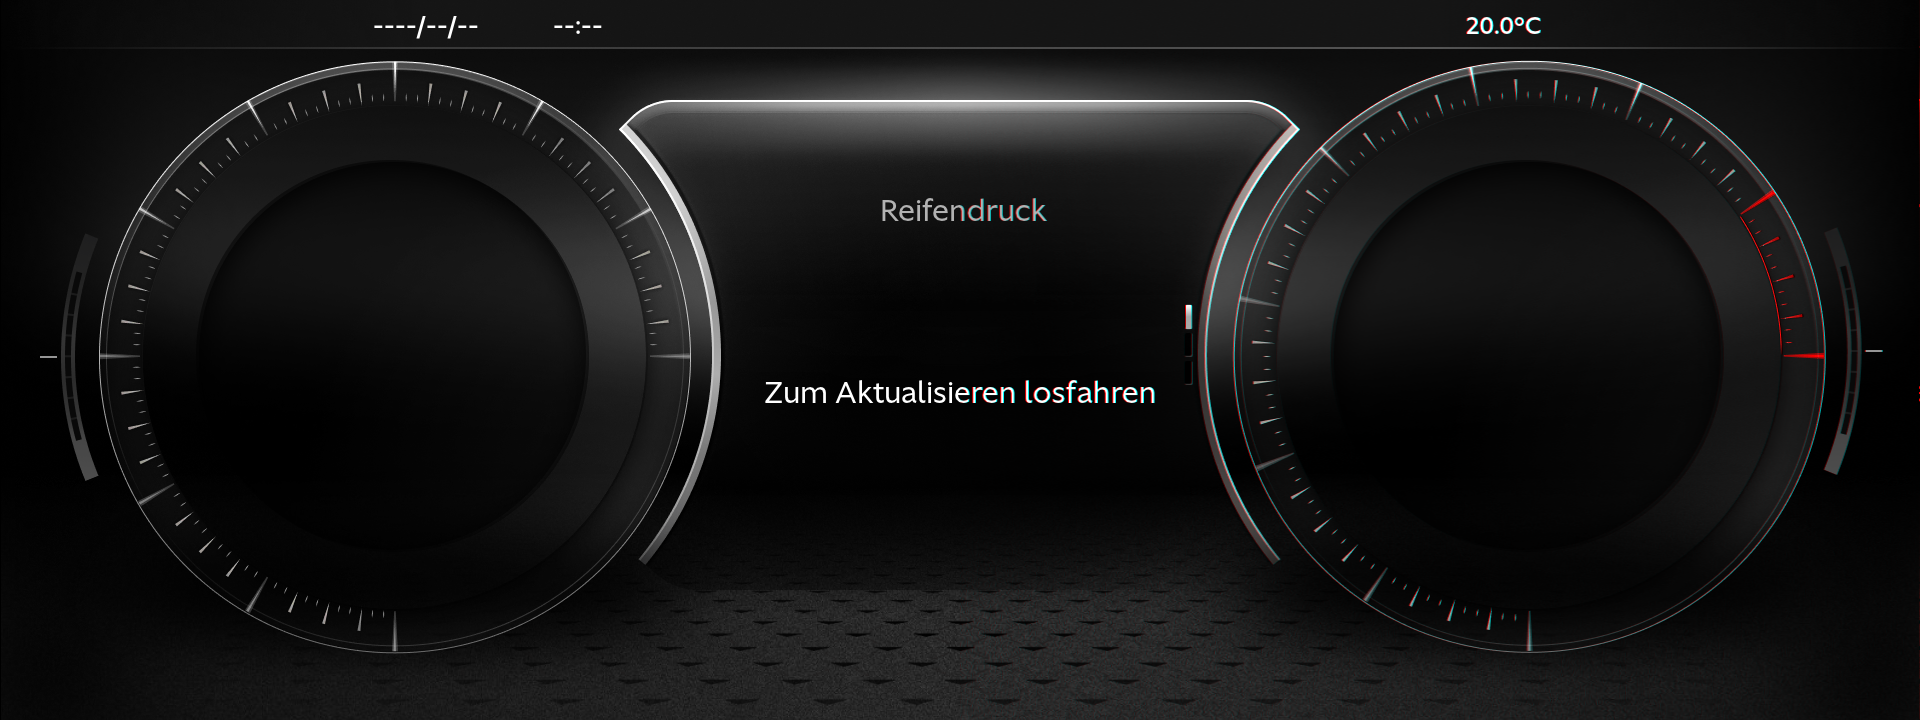 ----/--/-- --:-- 20.0°C
Reifendruck
Zum Aktualisieren losfahren